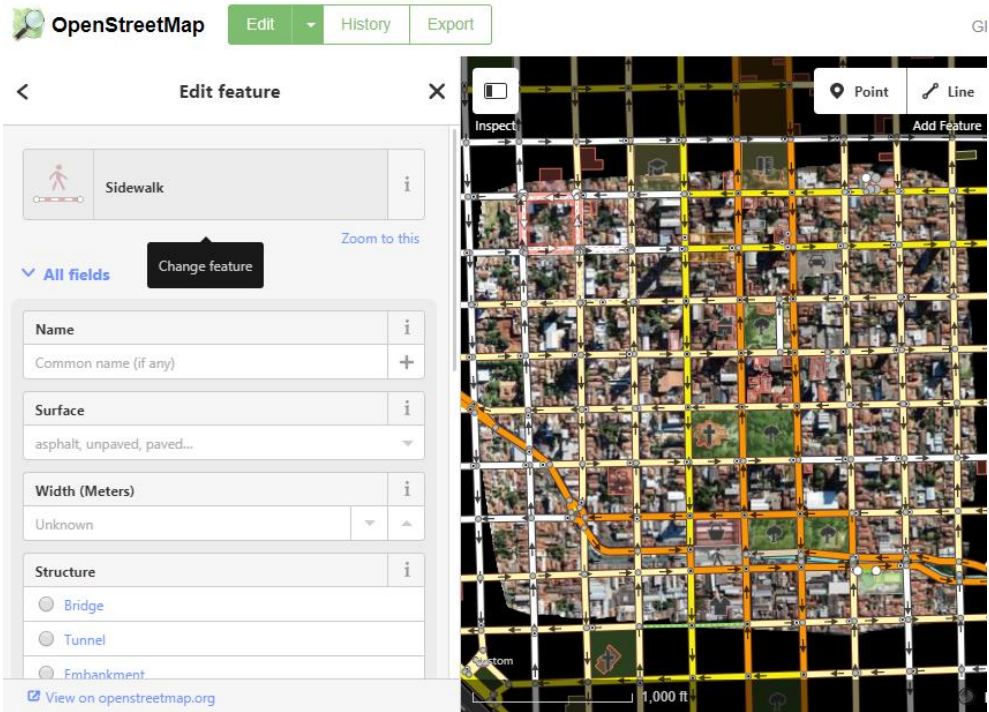 OpenStreetMap
Edit
History
Export
Edit feature
Sidewalk
i
Zoom to this
Change feature
All fields
Name
i
Common name (if any)
Surface
i
asphalt, unpaved, paved...
Width (Meters)
i
Unknown
Structure
i
Bridge
Tunnel
Embankment
View on openstreetmap.org
Inspect
Point
Line
Add Feature
1,000 ft